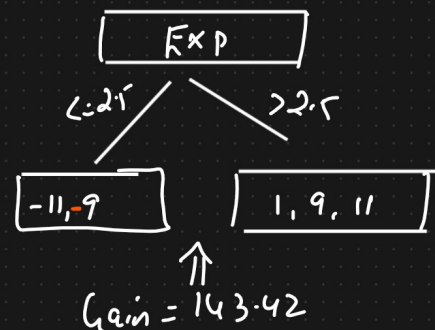 Exp
<=2.5
>2.5
-11,-9
1, 9, 11
Gain = 143.42